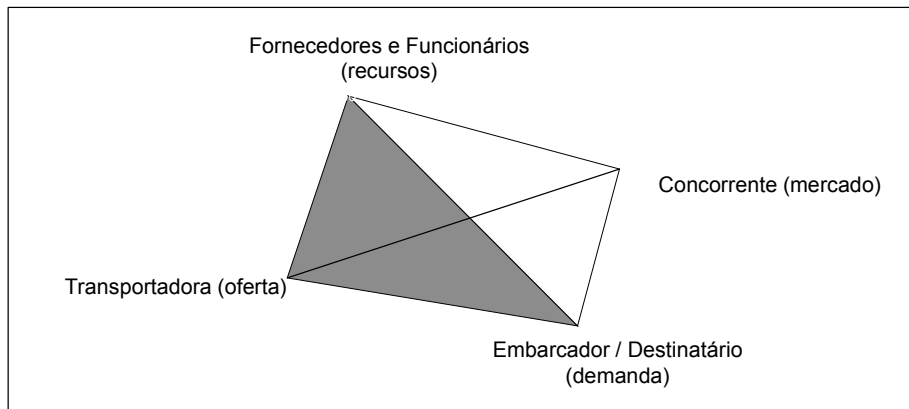 Fornecedores e Funcionários
(recursos)
Concorrente (mercado)
Transportadora (oferta)
Embarcador / Destinatário
(demanda)